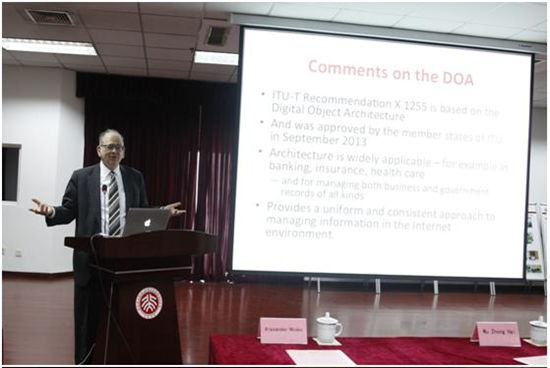 Comments on the DOA
• ITU-T Recommendation X.1255 is based on the
Digital Object Architecture
• And was approved by the member states of ITU
in September 2013
• Architecture is widely applicable – for example in
banking, insurance, health care
— and for managing both business and government
records of all kinds
• Provides a uniform and consistent approach to
managing information in the Internet
environment.
Alexander Ntoko